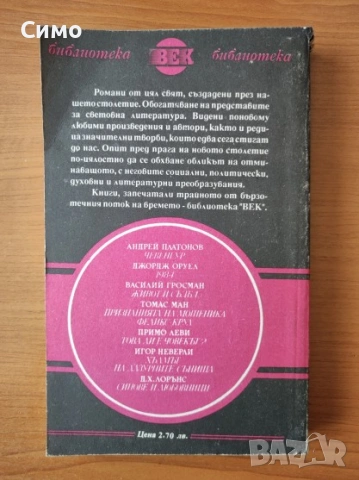 Симо
библиотека ВЕК библиотека
Романи от цял свят, създадени през на-
шето столетие. Обогатяване на представите
за световна литература. Видени поновому
любими произведения и автори, както и реди-
ца значителни творби, които едва сега стигат
до нас. Опит пред прага на новото столетие
по-цялостно да се обхване обликът на отми-
наващото, с неговите социални, политически,
духовни и литературни преобразувания.
Книги, запечатали трайното от бързо-
течния поток на времето - библиотека "ВЕК".
АНДРЕЙ ПЛАТОНОВ
ЧЕВЕНГУР
ДЖОРДЖ ОРУЕЛ
1984
ВАСИЛИЙ ГРОСМАН
ЖИВОТ И СЪДБА
ТОМАС МАН
ПРИЗНАНИЯТА НА МОШЕНИКА
ФЕЛИКС КРУЛ
ПРИМО ЛЕВИ
ТОВА ЛИ Е ЧОВЕКЪТ?
ИГОР НЕВЕРЛИ
ХЪЛМЪТ
НА ЛАЗУРНИТЕ СЪНИЩА
Д.Х. ЛОРЪНС
СИНОВЕ И ЛЮБОВНИЦИ
Цена 2.70 лв.
BAZAR
bg